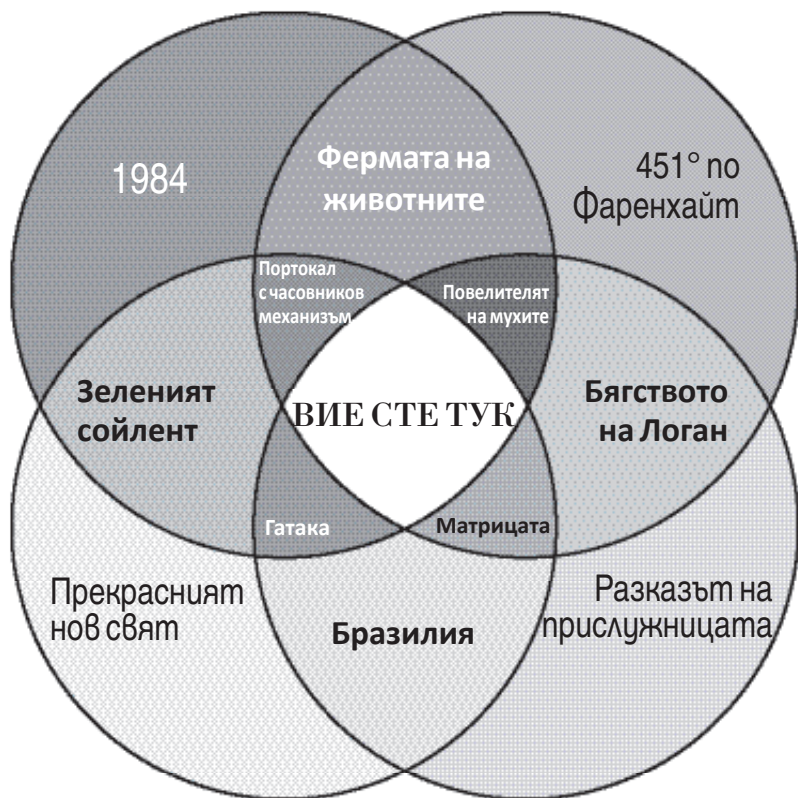 1984
Фермата на
животните
451° по
Фаренхайт
Портокал
с часовников
механизъм
Повелителят
на мухите
Зеленият
сойлент
ВИЕ СТЕ ТУК
Бягството
на Логан
Гатака
Матрицата
Прекрасният
нов свят
Бразилия
Разказът на
прислужницата